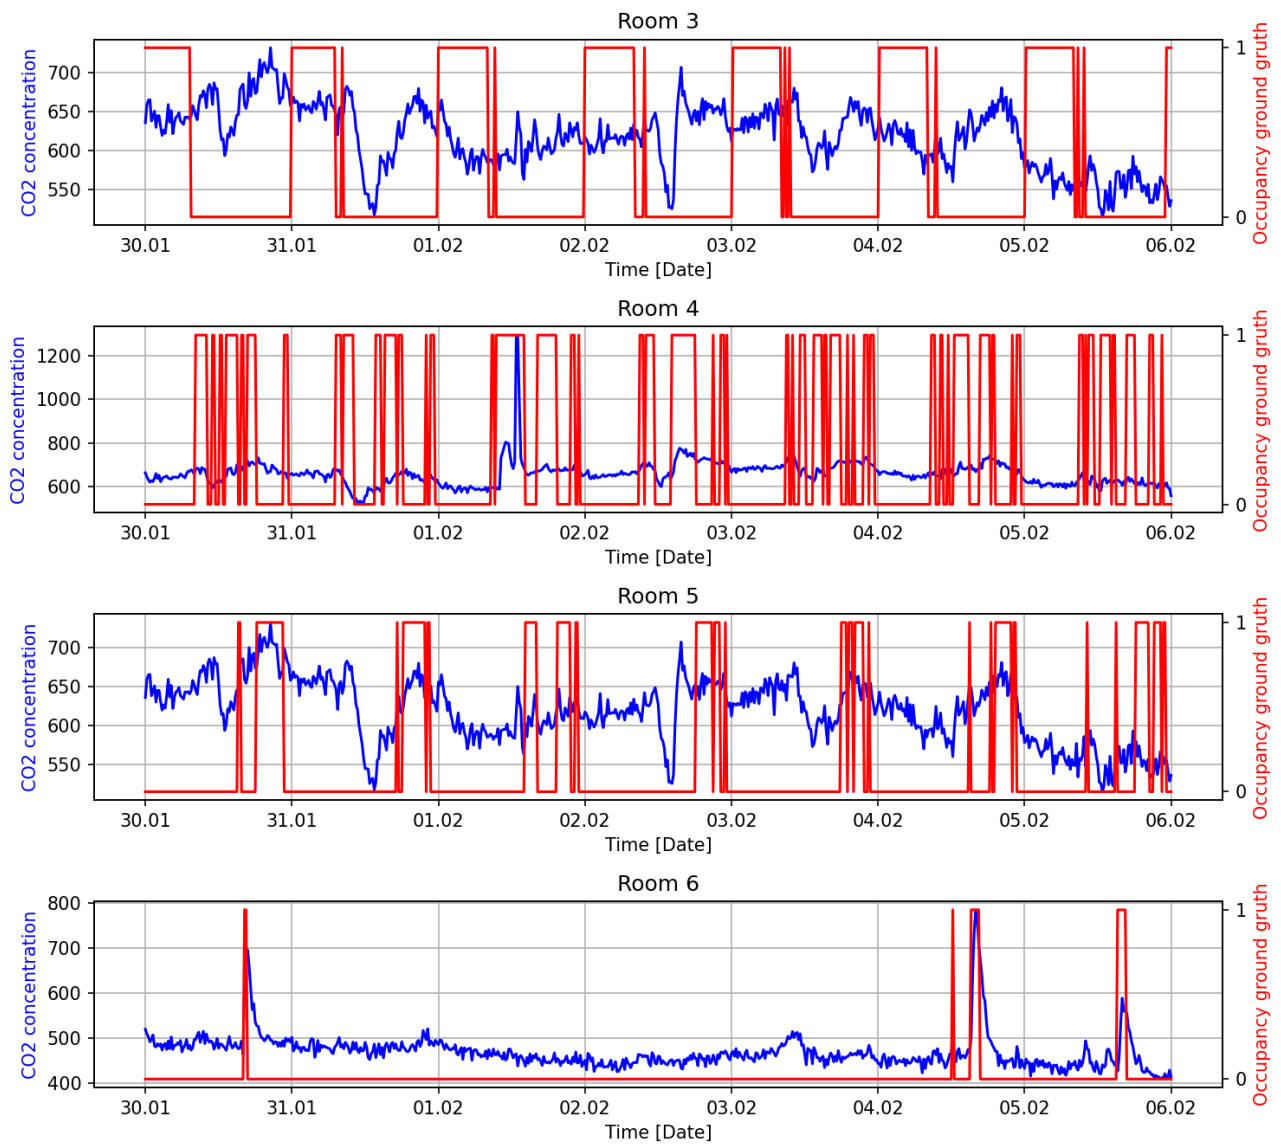 Room 3
CO2 concentration
700
650
600
550
1
0
Occupancy ground gruth
30.01 31.01 01.02 02.02 03.02 04.02 05.02 06.02
Time [Date]
Room 4
CO2 concentration
1200
1000
800
600
1
0
Occupancy ground gruth
30.01 31.01 01.02 02.02 03.02 04.02 05.02 06.02
Time [Date]
Room 5
CO2 concentration
700
650
600
550
1
0
Occupancy ground gruth
30.01 31.01 01.02 02.02 03.02 04.02 05.02 06.02
Time [Date]
Room 6
CO2 concentration
800
700
600
500
400
1
0
Occupancy ground gruth
30.01 31.01 01.02 02.02 03.02 04.02 05.02 06.02
Time [Date]